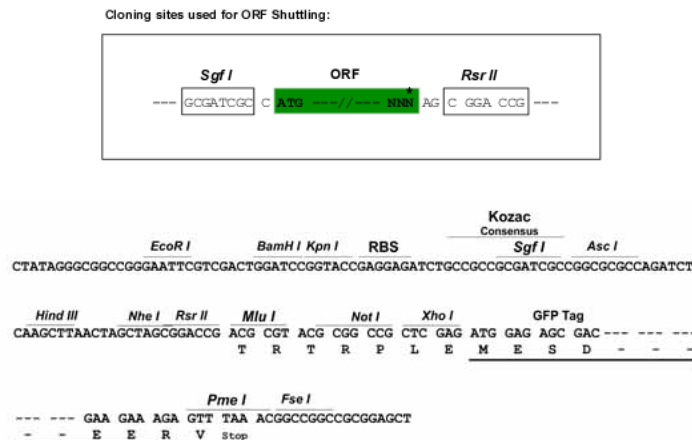 Cloning sites used for ORF Shuttling:
Sgf I ORF Rsr II
--- GCGATCGC C ATG ---//--- NNN* AG C GGA CCG ---
Kozac
Consensus
EcoR I BamH I Kpn I RBS Sgf I Asc I
CTATAGGGCGGCCGGGAATTCGTCGACTGGATCCGGTACCGAGGAGATCTGCCGCCGCGATCGCCGGCGCGCCAGATCT
Hind III Nhe I Rsr II Mlu I Not I Xho I GFP Tag
CAAGCTTAACTAGCTAGCGGACCG ACG CGT ACG CGG CCG CTC GAG ATG GAG AGC GAC--- --- ---
T R T R P L E M E S D - - -
Pme I Fse I
--- --- GAA GAA AGA GTT TAA ACGGCCGGCCGCGGAGCT
- - E E R V Stop